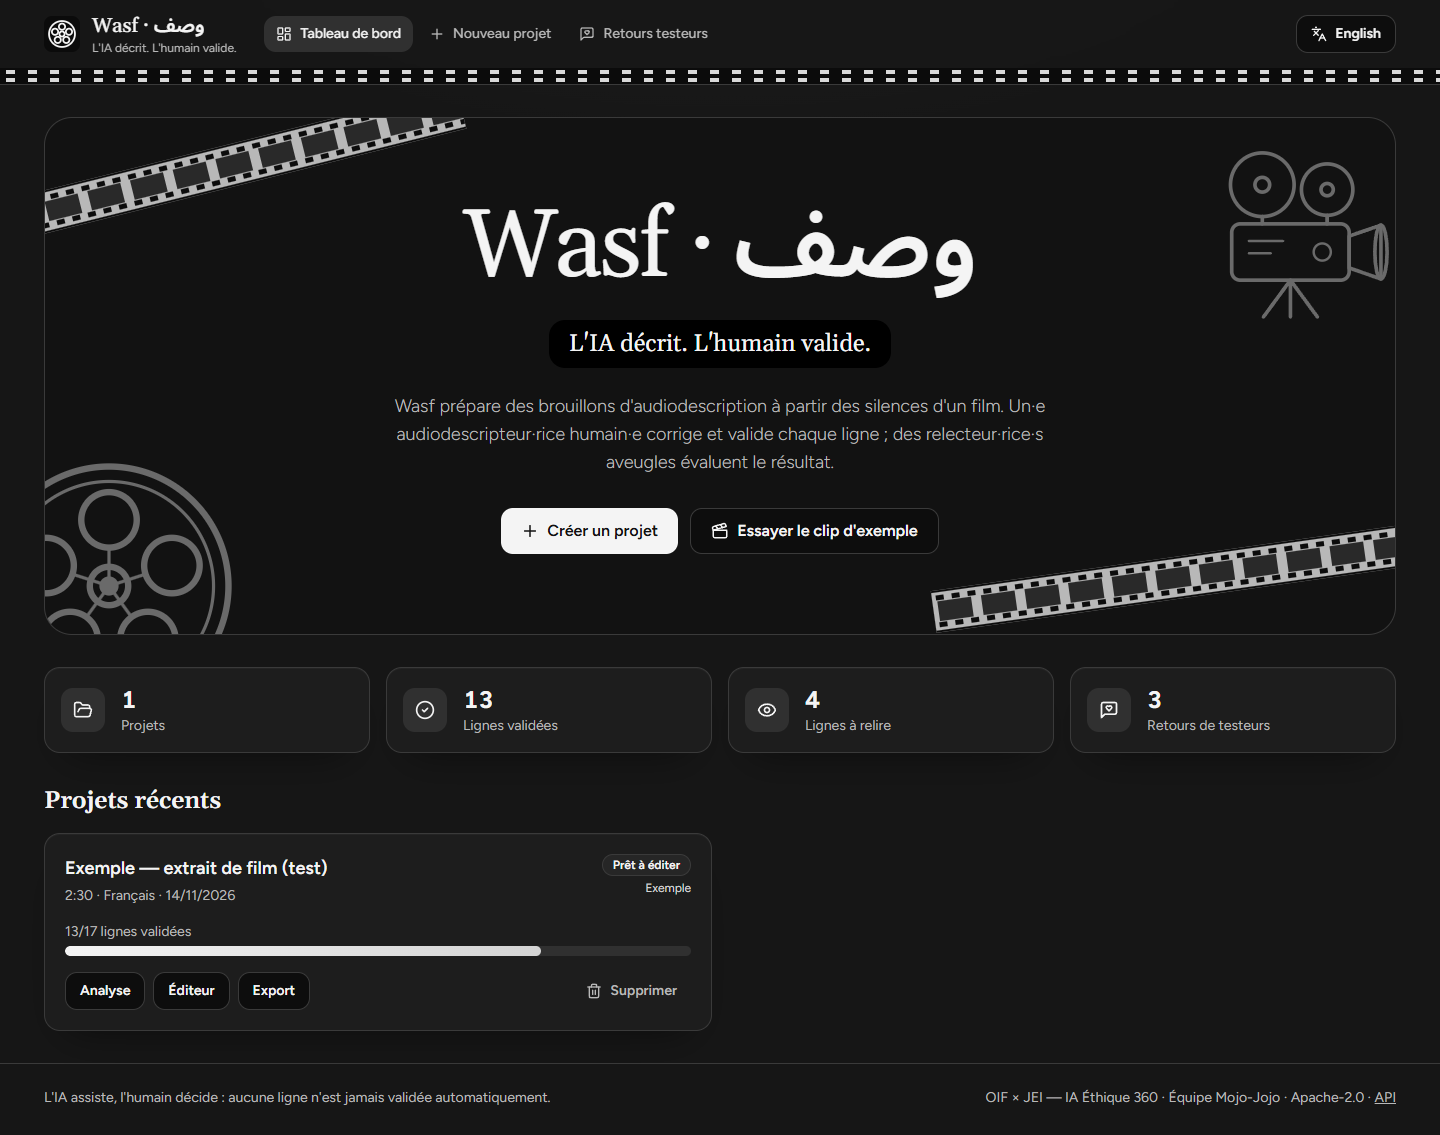 Wasf · وصف
L'IA décrit. L'humain valide.
Tableau de bord
Nouveau projet
Retours testeurs
English
Wasf · وصف
L'IA décrit. L'humain valide.
Wasf prépare des brouillons d'audiodescription à partir des silences d'un film. Un·e
audiodescripteur·rice humain·e corrige et valide chaque ligne ; des relecteur·rice·s
aveugles évaluent le résultat.
Créer un projet
Essayer le clip d'exemple
1
Projets
13
Lignes validées
4
Lignes à relire
3
Retours de testeurs
Projets récents
Exemple — extrait de film (test)
Prêt à éditer
2:30 · Français · 14/11/2026
Exemple
13/17 lignes validées
Analyse
Éditeur
Export
Supprimer
L'IA assiste, l'humain décide : aucune ligne n'est jamais validée automatiquement.
OIF × JEI — IA Éthique 360 · Équipe Mojo-Jojo · Apache-2.0 · API